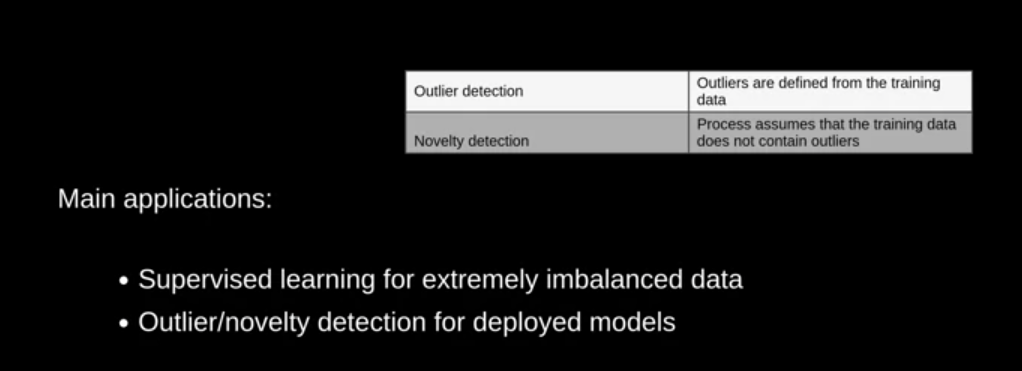 Outlier detection
Outliers are defined from the training
data
Novelty detection
Process assumes that the training data
does not contain outliers
Main applications:
• Supervised learning for extremely imbalanced data
• Outlier/novelty detection for deployed models